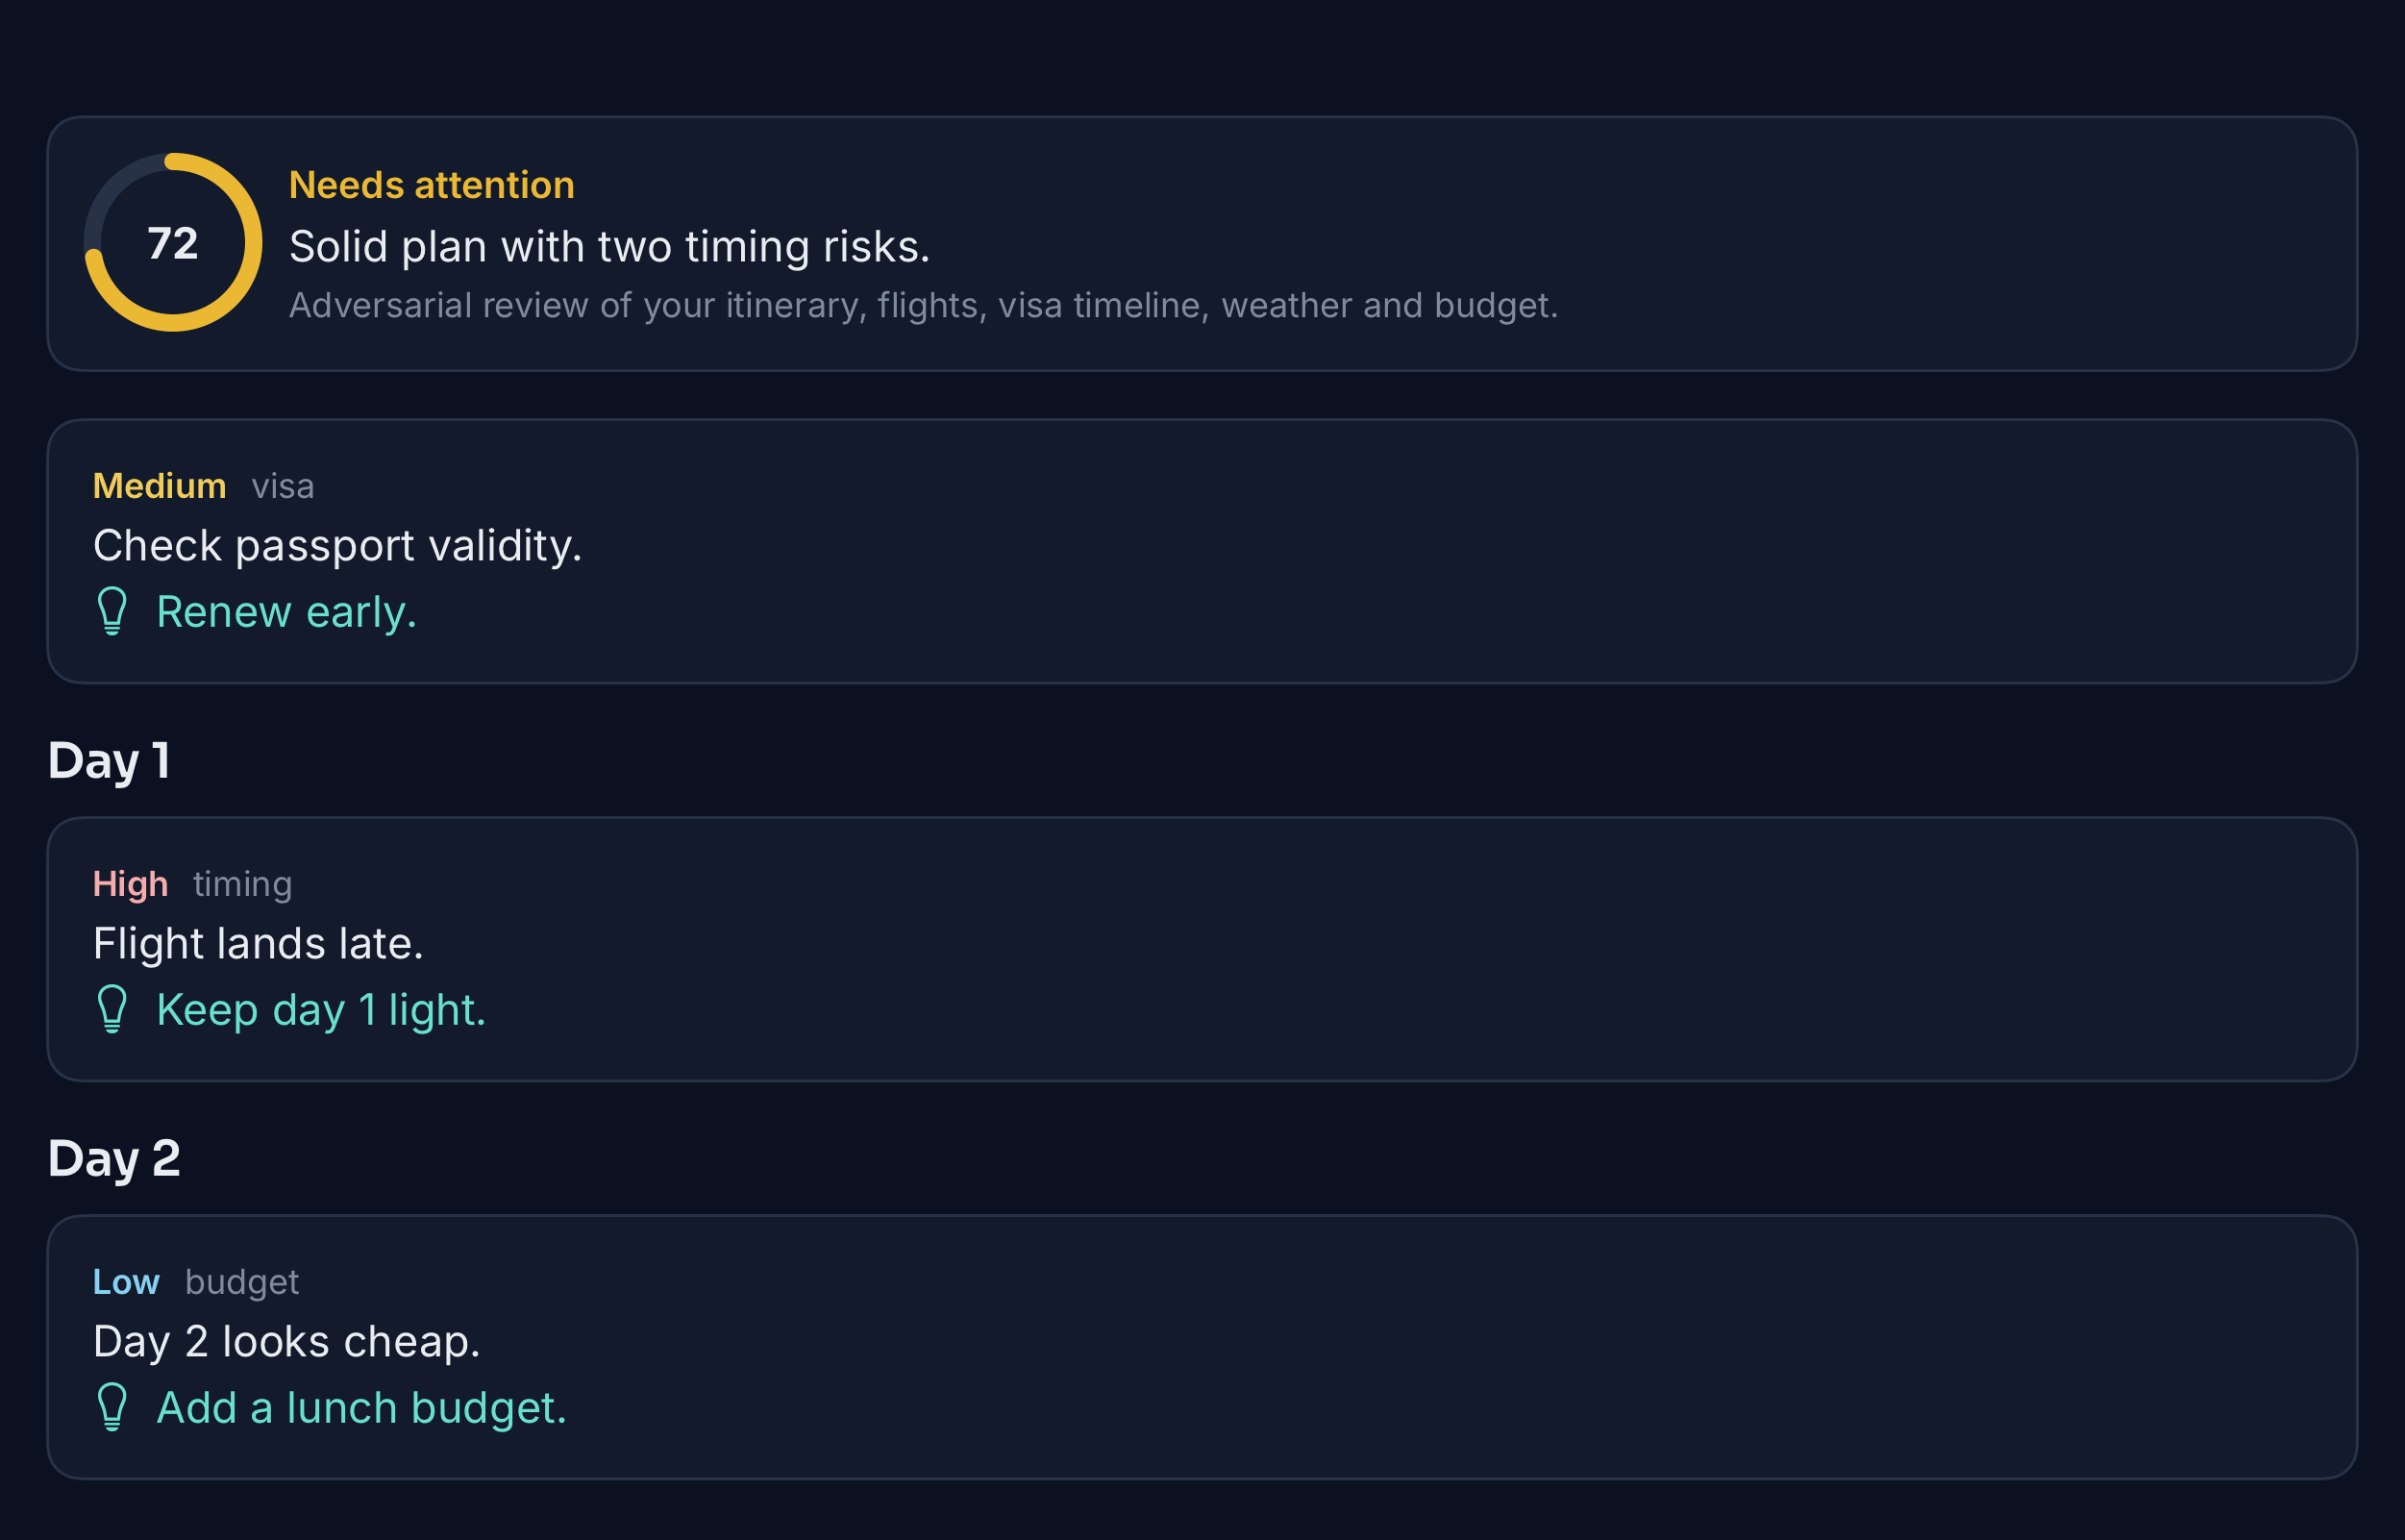 72
Needs attention
Solid plan with two timing risks.
Adversarial review of your itinerary, flights, visa timeline, weather and budget.
Medium visa
Check passport validity.
Renew early.
Day 1
High timing
Flight lands late.
Keep day 1 light.
Day 2
Low budget
Day 2 looks cheap.
Add a lunch budget.